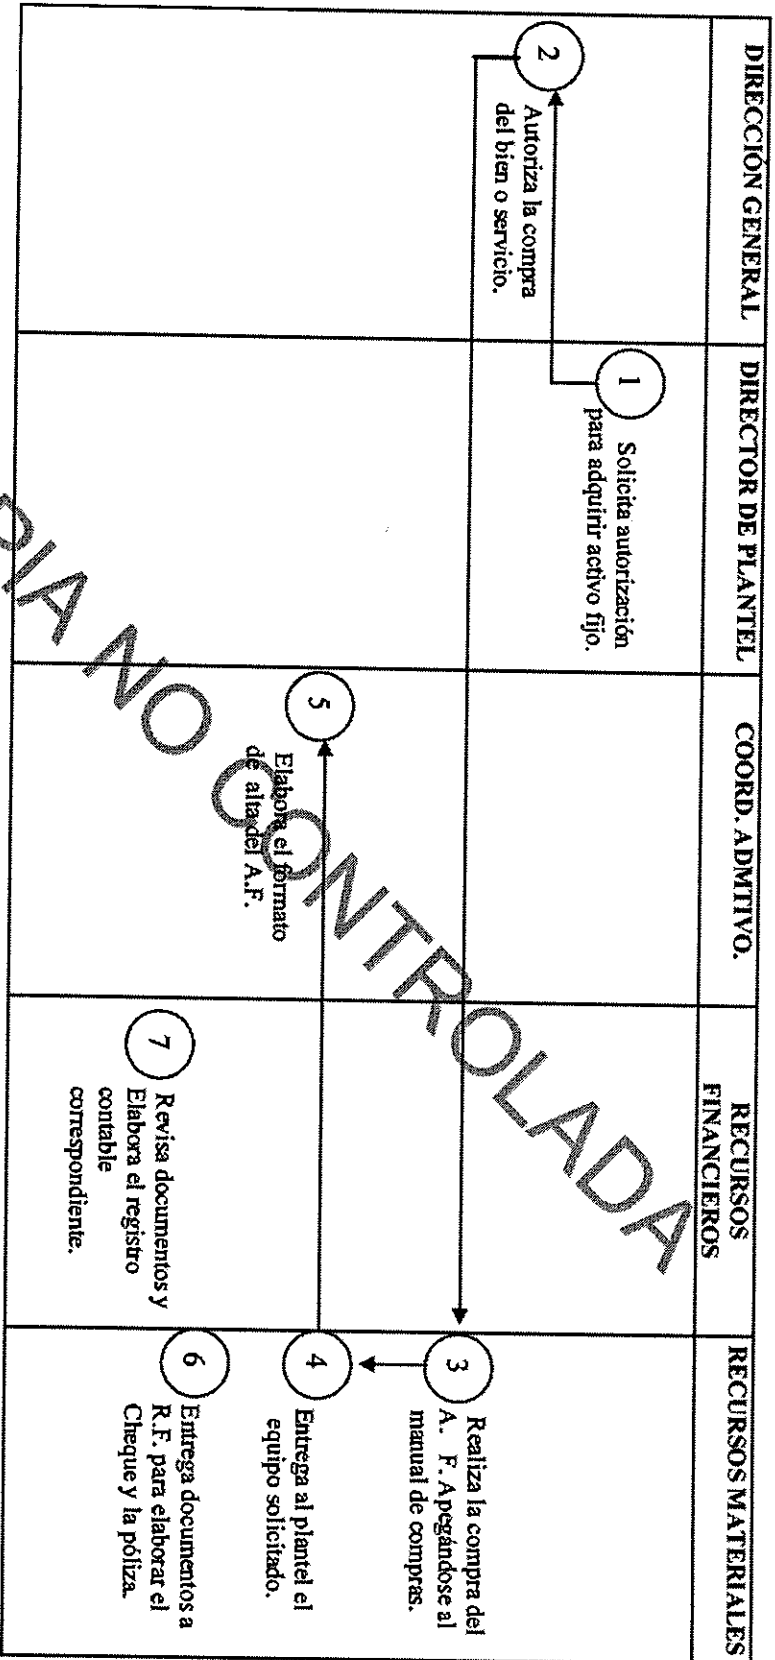 DIRECCIÓN GENERAL
DIRECTOR DE PLANTEL
COORD. ADMTIVO.
RECURSOS
FINANCIEROS
RECURSOS MATERIALES
1
Solicita autorización
para adquirir activo fijo.
2
Autoriza la compra
del bien o servicio.
3
Realiza la compra del
A. F. Apegándose al
manual de compras.
4
Entrega al plantel el
equipo solicitado.
5
Elabora el formato
de alta del A.F.
6
Entrega documentos a
R.F. para elaborar el
Cheque y la póliza.
7
Revisa documentos y
Elabora el registro
contable
correspondiente.
PIA NO CONTROLADA